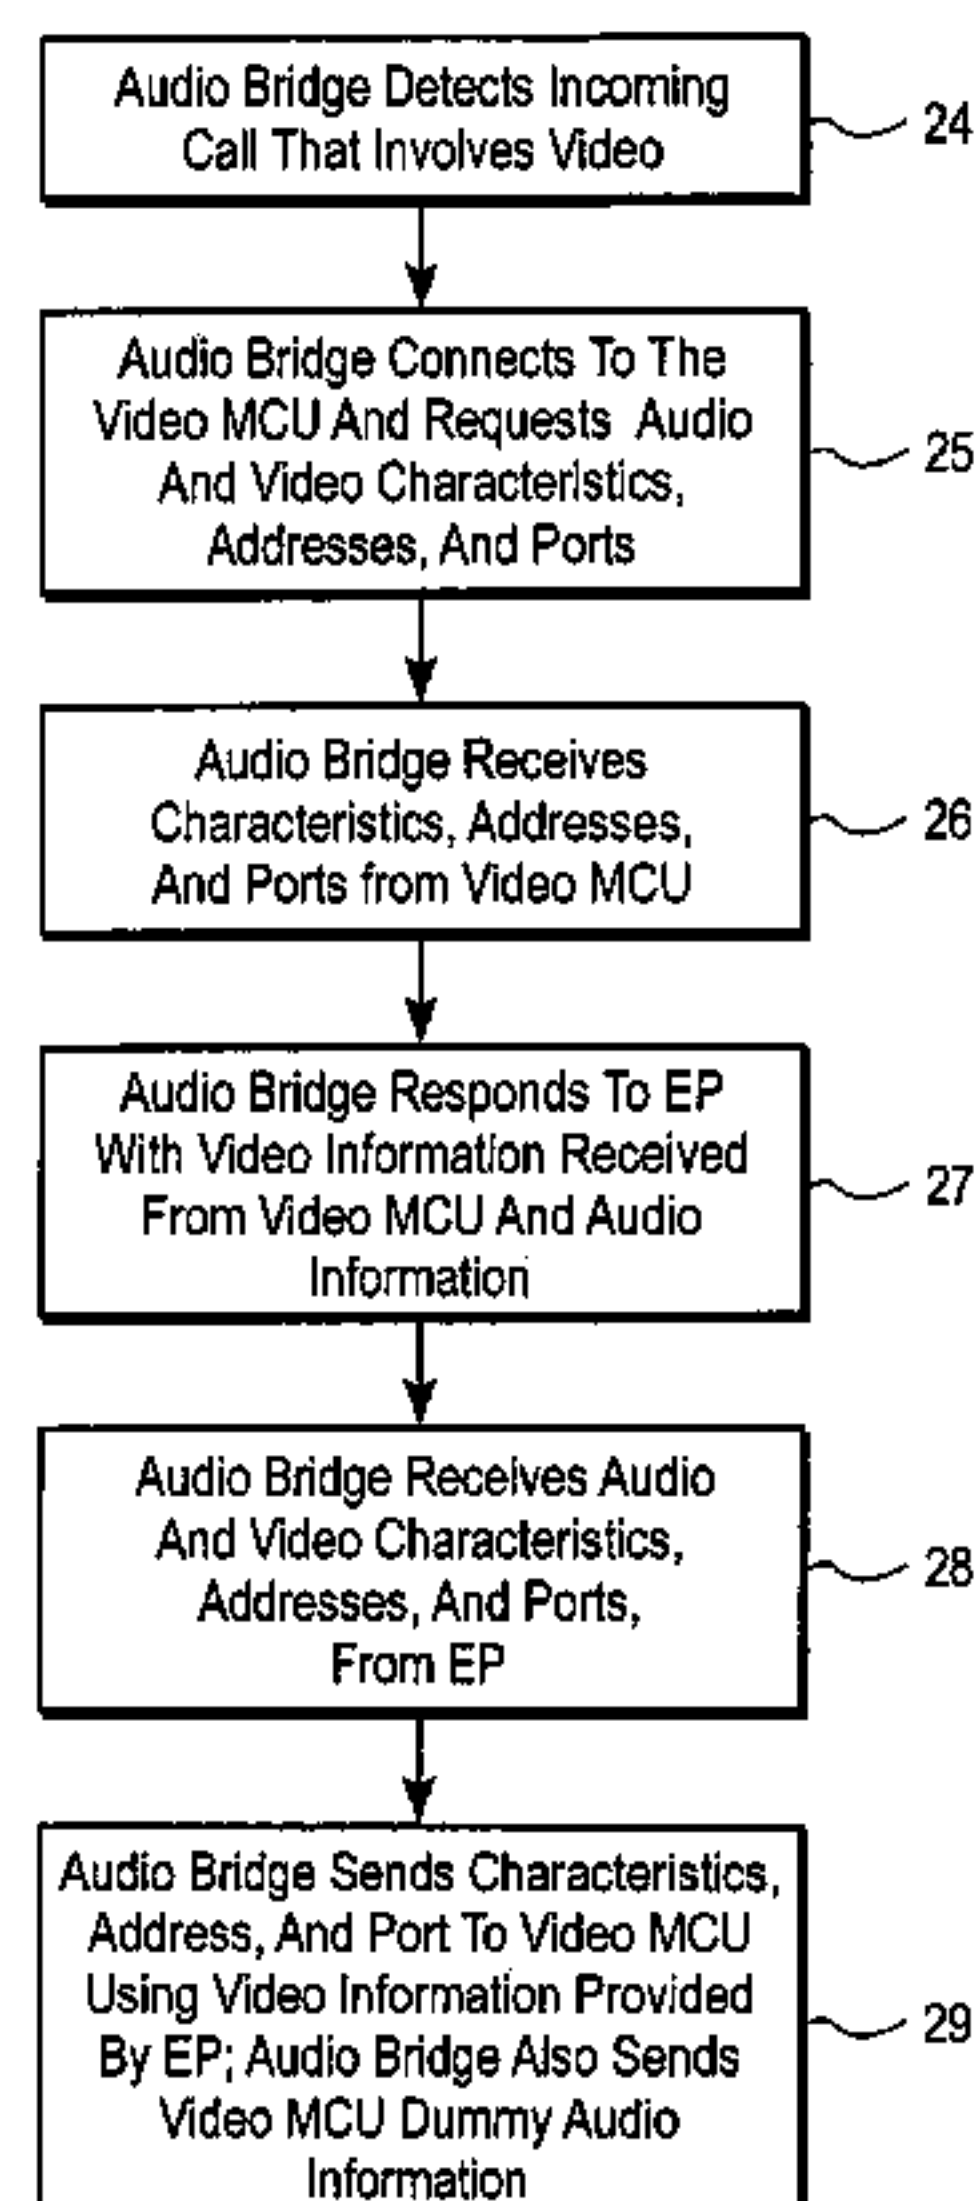 Audio Bridge Detects Incoming
Call That Involves Video
24
Audio Bridge Connects To The
Video MCU And Requests Audio
And Video Characteristics,
Addresses, And Ports
25
Audio Bridge Receives
Characteristics, Addresses,
And Ports from Video MCU
26
Audio Bridge Responds To EP
With Video Information Received
From Video MCU And Audio
Information
27
Audio Bridge Receives Audio
And Video Characteristics,
Addresses, And Ports,
From EP
28
Audio Bridge Sends Characteristics,
Address, And Port To Video MCU
Using Video Information Provided
By EP; Audio Bridge Also Sends
Video MCU Dummy Audio
Information
29